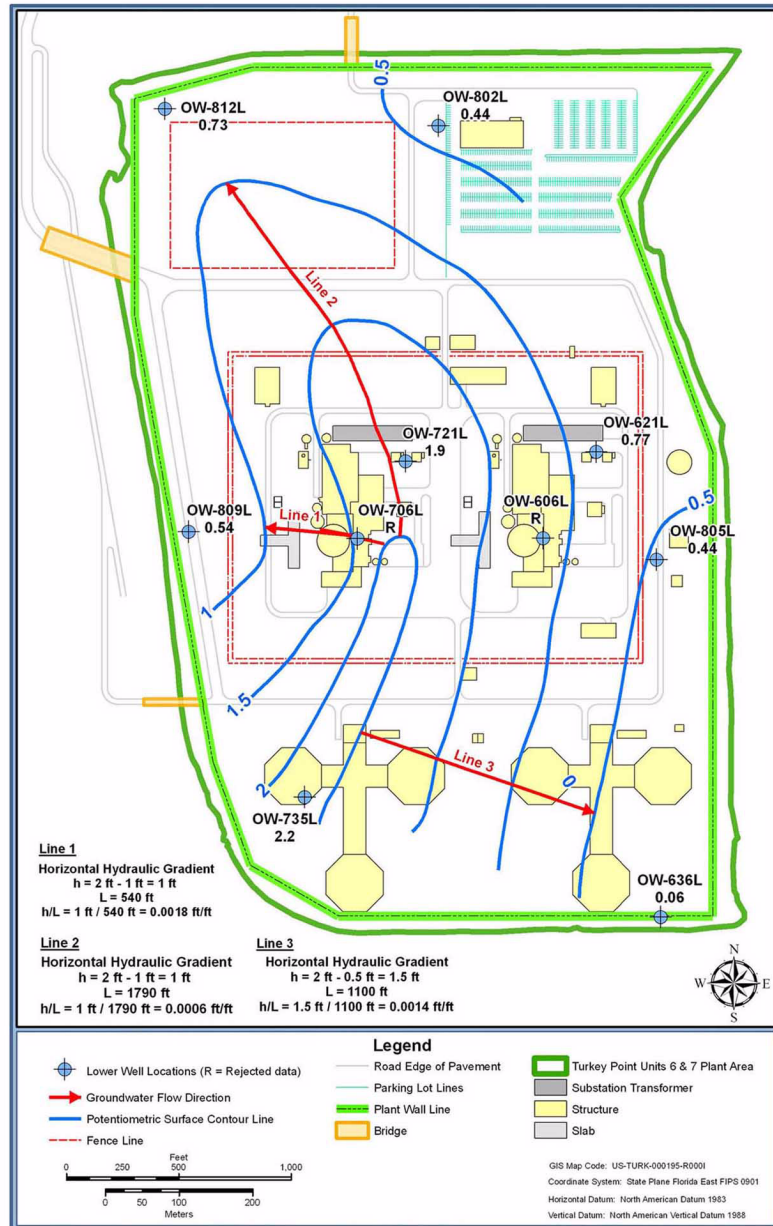 0.5
OW-812L
0.73
OW-802L
0.44
Line 2
OW-721L
1.9
OW-621L
0.77
OW-809L
0.54
Line 1
OW-706L
R
OW-606L
R
0.5
OW-805L
0.44
1
1.5
Line 3
2
0
OW-735L
2.2
OW-636L
0.06
Line 1
Horizontal Hydraulic Gradient
h = 2 ft - 1 ft = 1 ft
L = 540 ft
h/L = 1 ft / 540 ft = 0.0018 ft/ft
Line 2
Horizontal Hydraulic Gradient
h = 2 ft - 1 ft = 1 ft
L = 1790 ft
h/L = 1 ft / 1790 ft = 0.0006 ft/ft
Line 3
Horizontal Hydraulic Gradient
h = 2 ft - 0.5 ft = 1.5 ft
L = 1100 ft
h/L = 1.5 ft / 1100 ft = 0.0014 ft/ft
N
W E
S
Legend
Lower Well Locations (R = Rejected data)
Groundwater Flow Direction
Potentiometric Surface Contour Line
Fence Line
Road Edge of Pavement
Parking Lot Lines
Plant Wall Line
Bridge
Turkey Point Units 6 & 7 Plant Area
Substation Transformer
Structure
Slab
Feet
0 250 500 1,000
0 50 100 200
Meters
GIS Map Code: US-TURK-000195-R000I
Coordinate System: State Plane Florida East FIPS 0901
Horizontal Datum: North American Datum 1983
Vertical Datum: North American Vertical Datum 1988